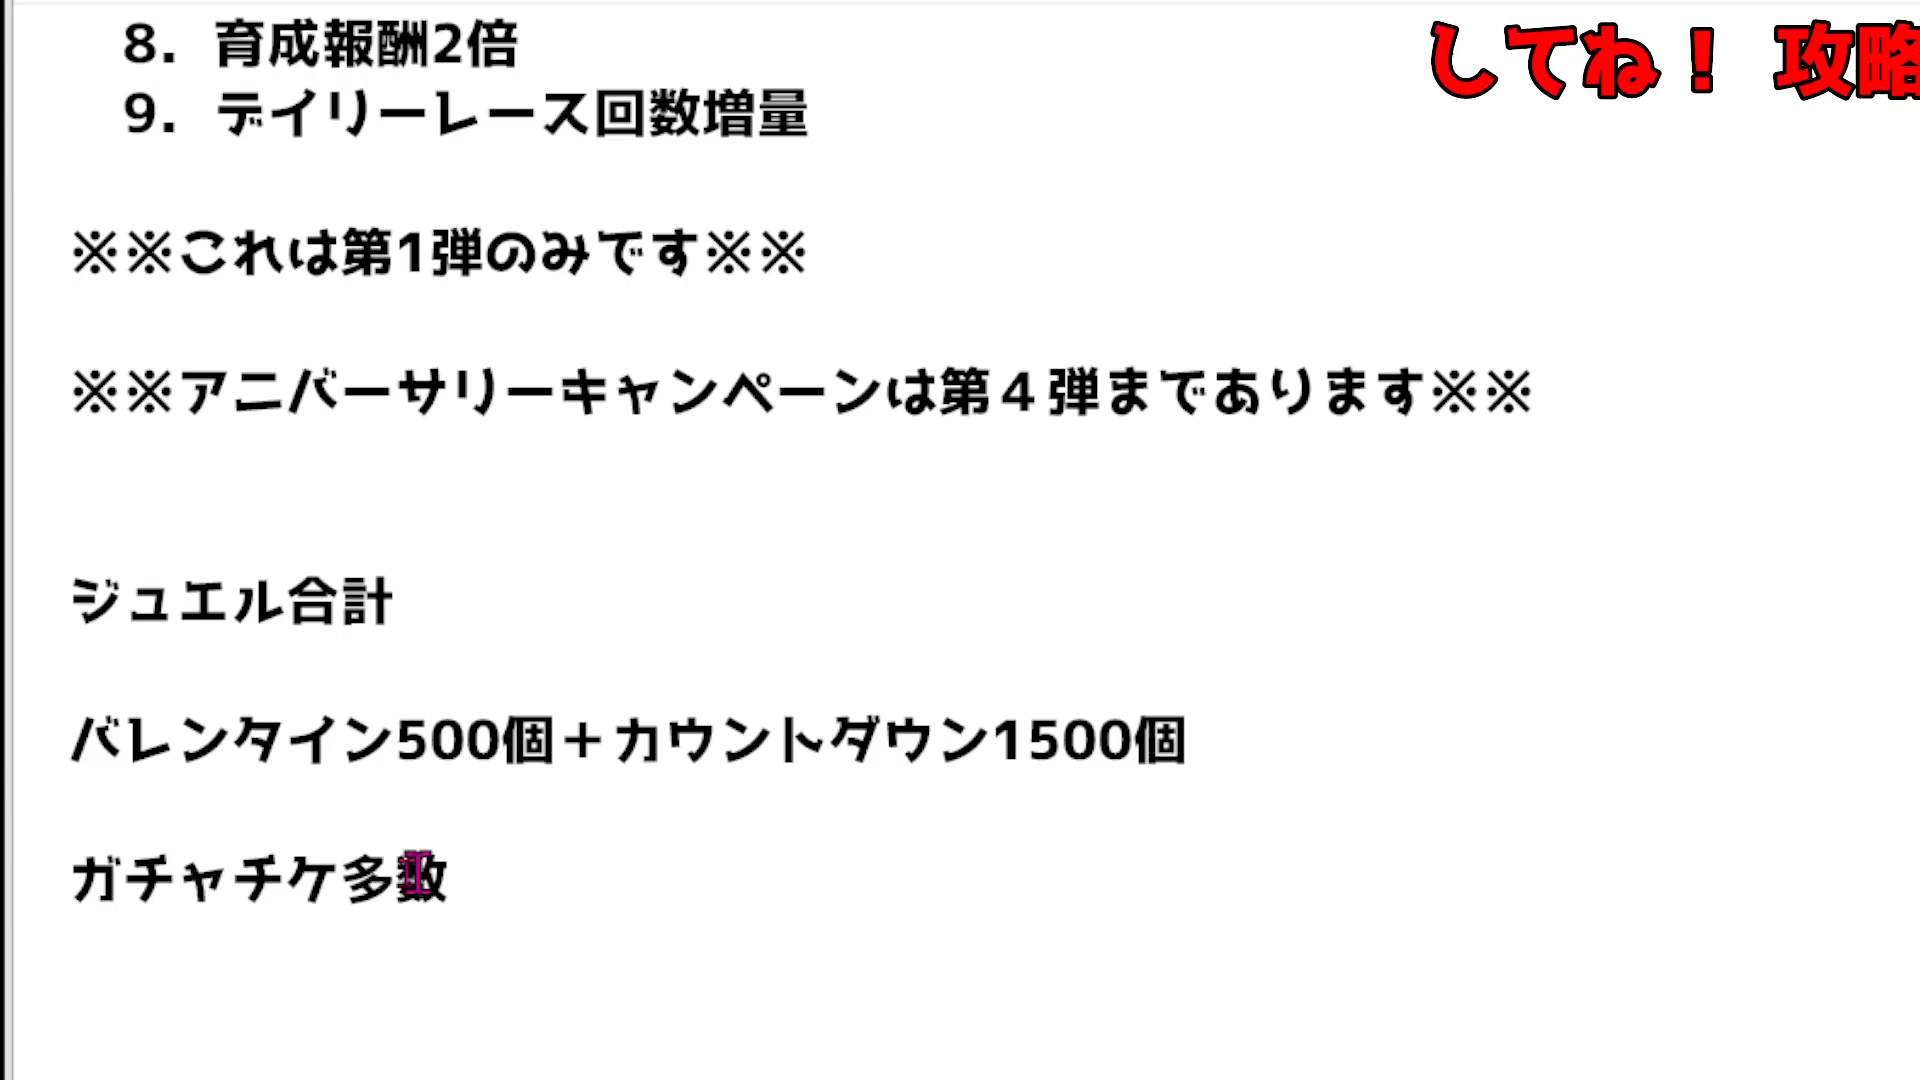 8. 育成報酬2倍
してね！ 攻略
9. デイリーレース回数増量
※※これは第1弾のみです※※
※※アニバーサリーキャンペーンは第４弾まであります※※
ジュエル合計
バレンタイン500個＋カウントダウン1500個
ガチャチケ多数